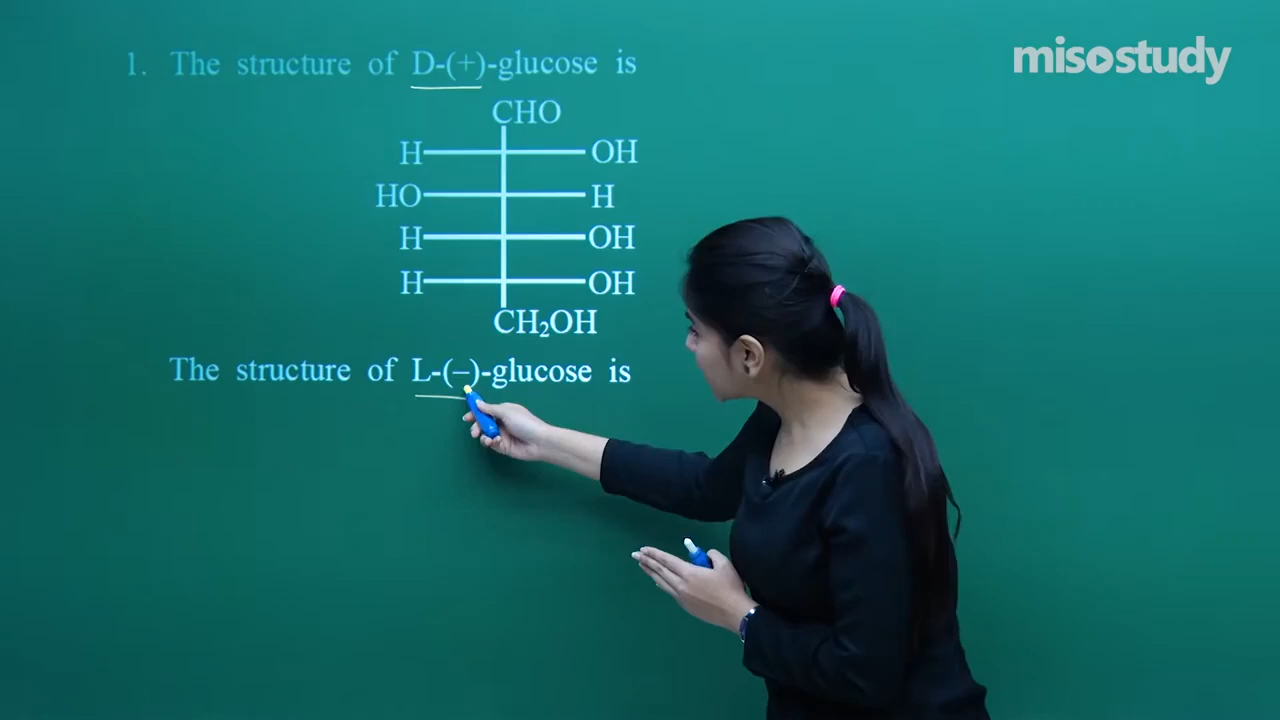 misostudy
1. The structure of D-(+)-glucose is
CHO
H OH
HO H
H OH
H OH
CH₂OH
The structure of L-(–)-glucose is